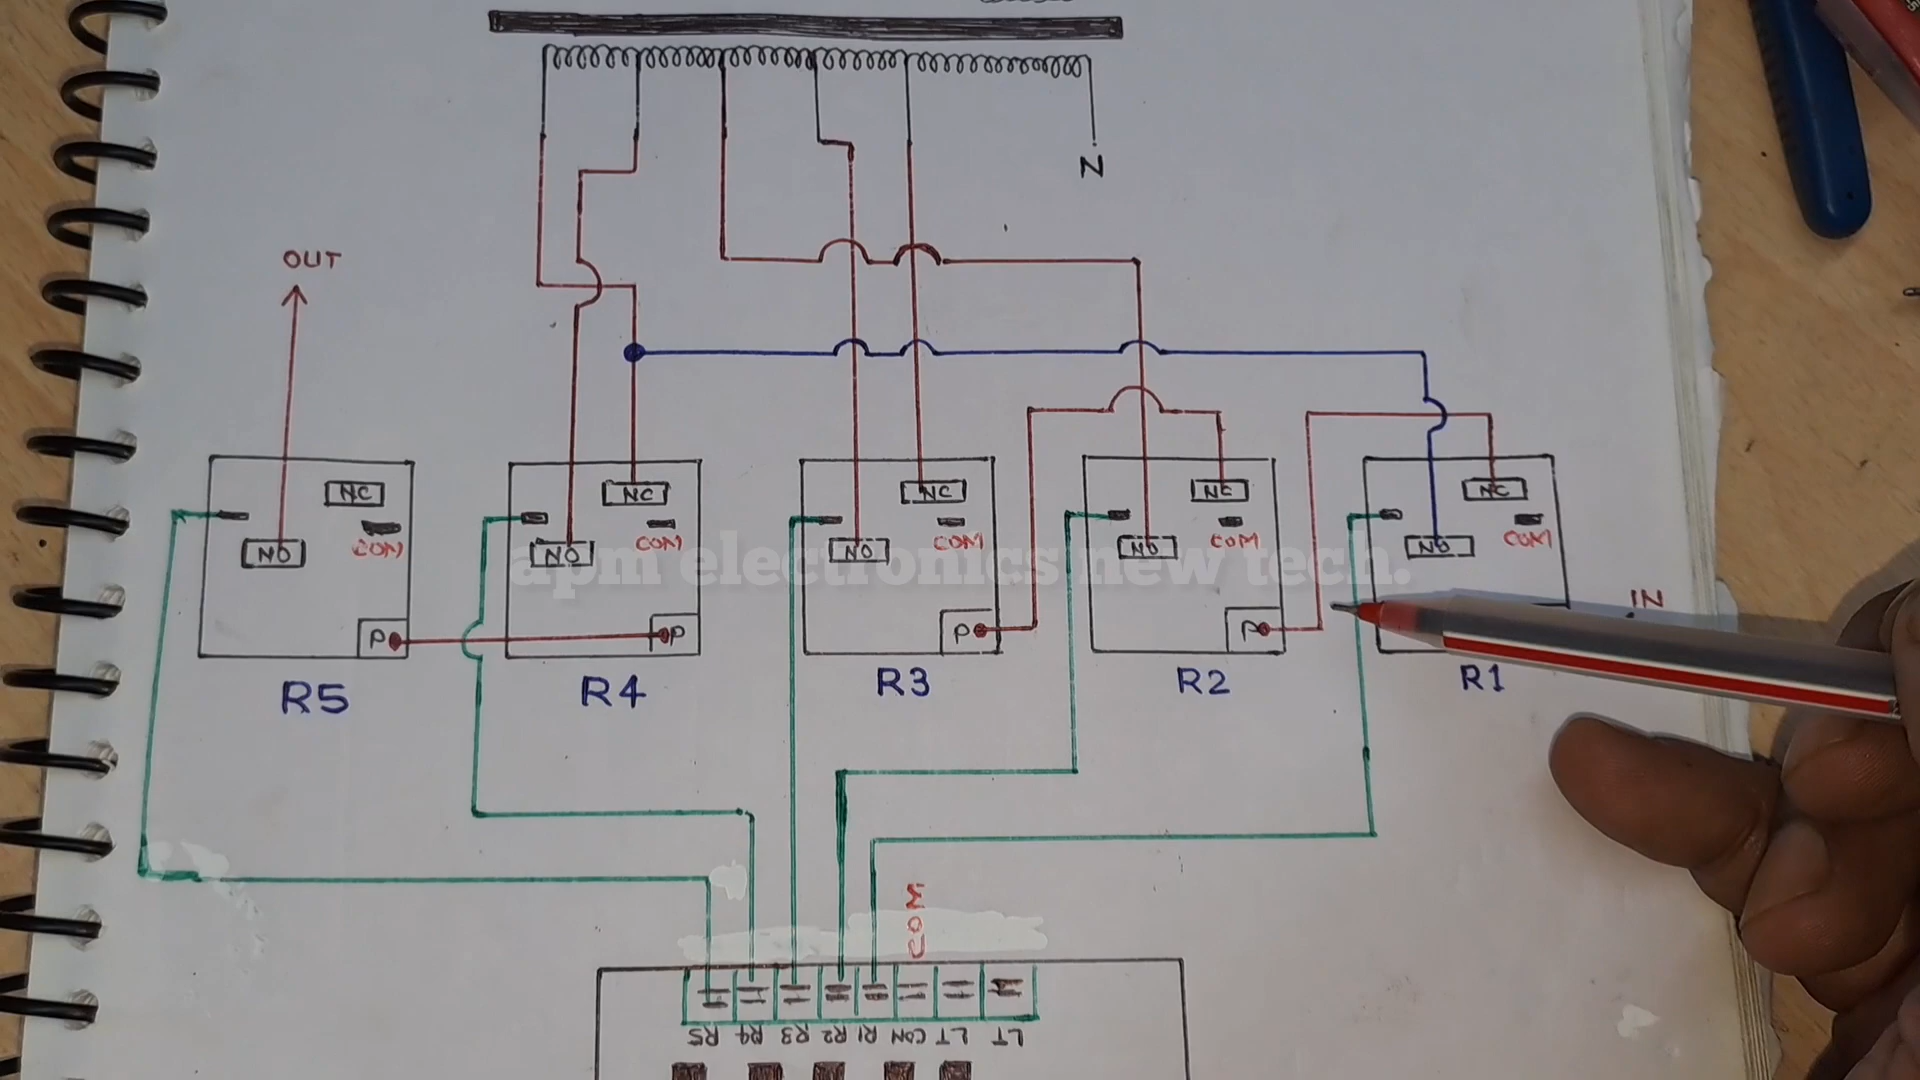 N
OUT
NC
NO
COM
P
R5
NC
NO
COM
P
R4
NC
NO
COM
P
R3
NC
NO
COM
P
R2
NC
NO
COM
IN
R1
apm electronics new tech.
COM
R5 R4 R3 R2 R1 COM LT LT